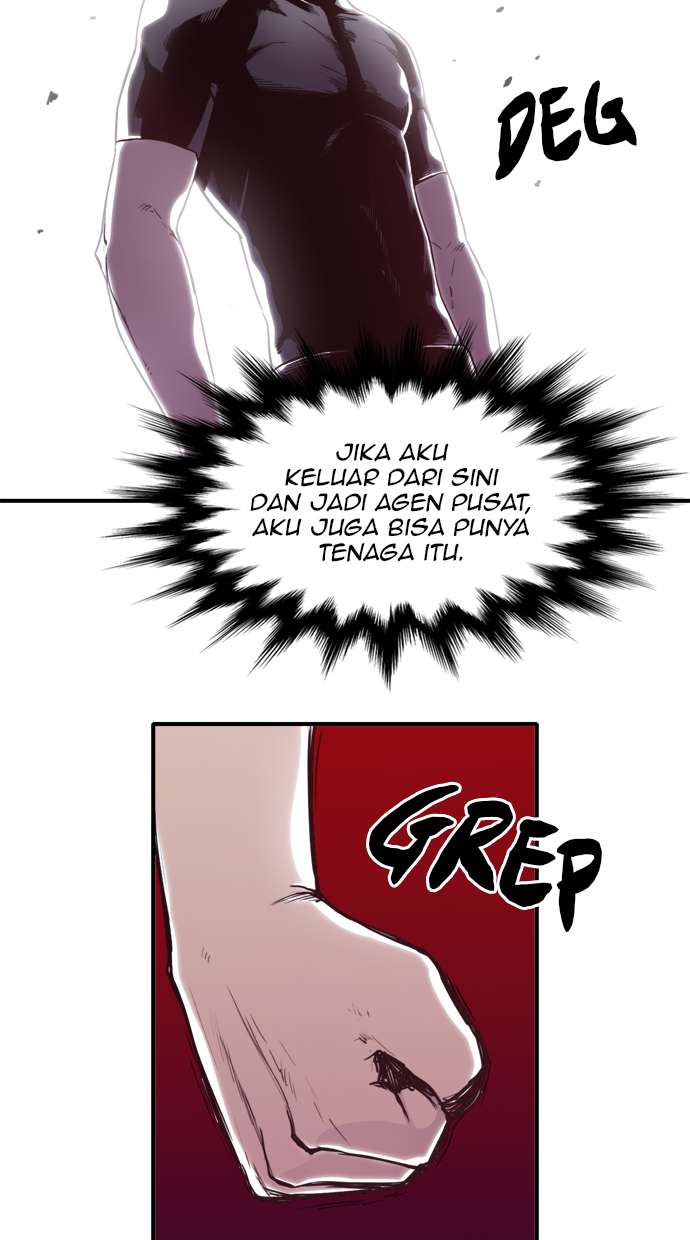 DEG
JIKA AKU
KELUAR DARI SINI
DAN JADI AGEN PUSAT,
AKU JUGA BISA PUNYA
TENAGA ITU.
GREP